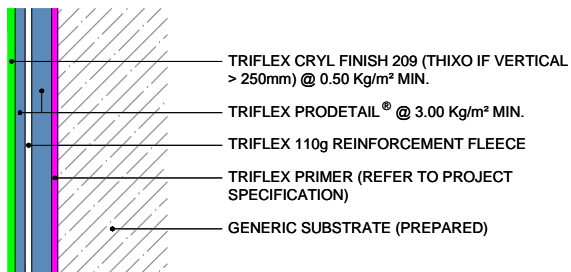 TRIFLEX CRYL FINISH 209 (THIXO IF VERTICAL
> 250mm) @ 0.50 Kg/m² MIN.
TRIFLEX PRODETAIL® @ 3.00 Kg/m² MIN.
TRIFLEX 110g REINFORCEMENT FLEECE
TRIFLEX PRIMER (REFER TO PROJECT
SPECIFICATION)
GENERIC SUBSTRATE (PREPARED)